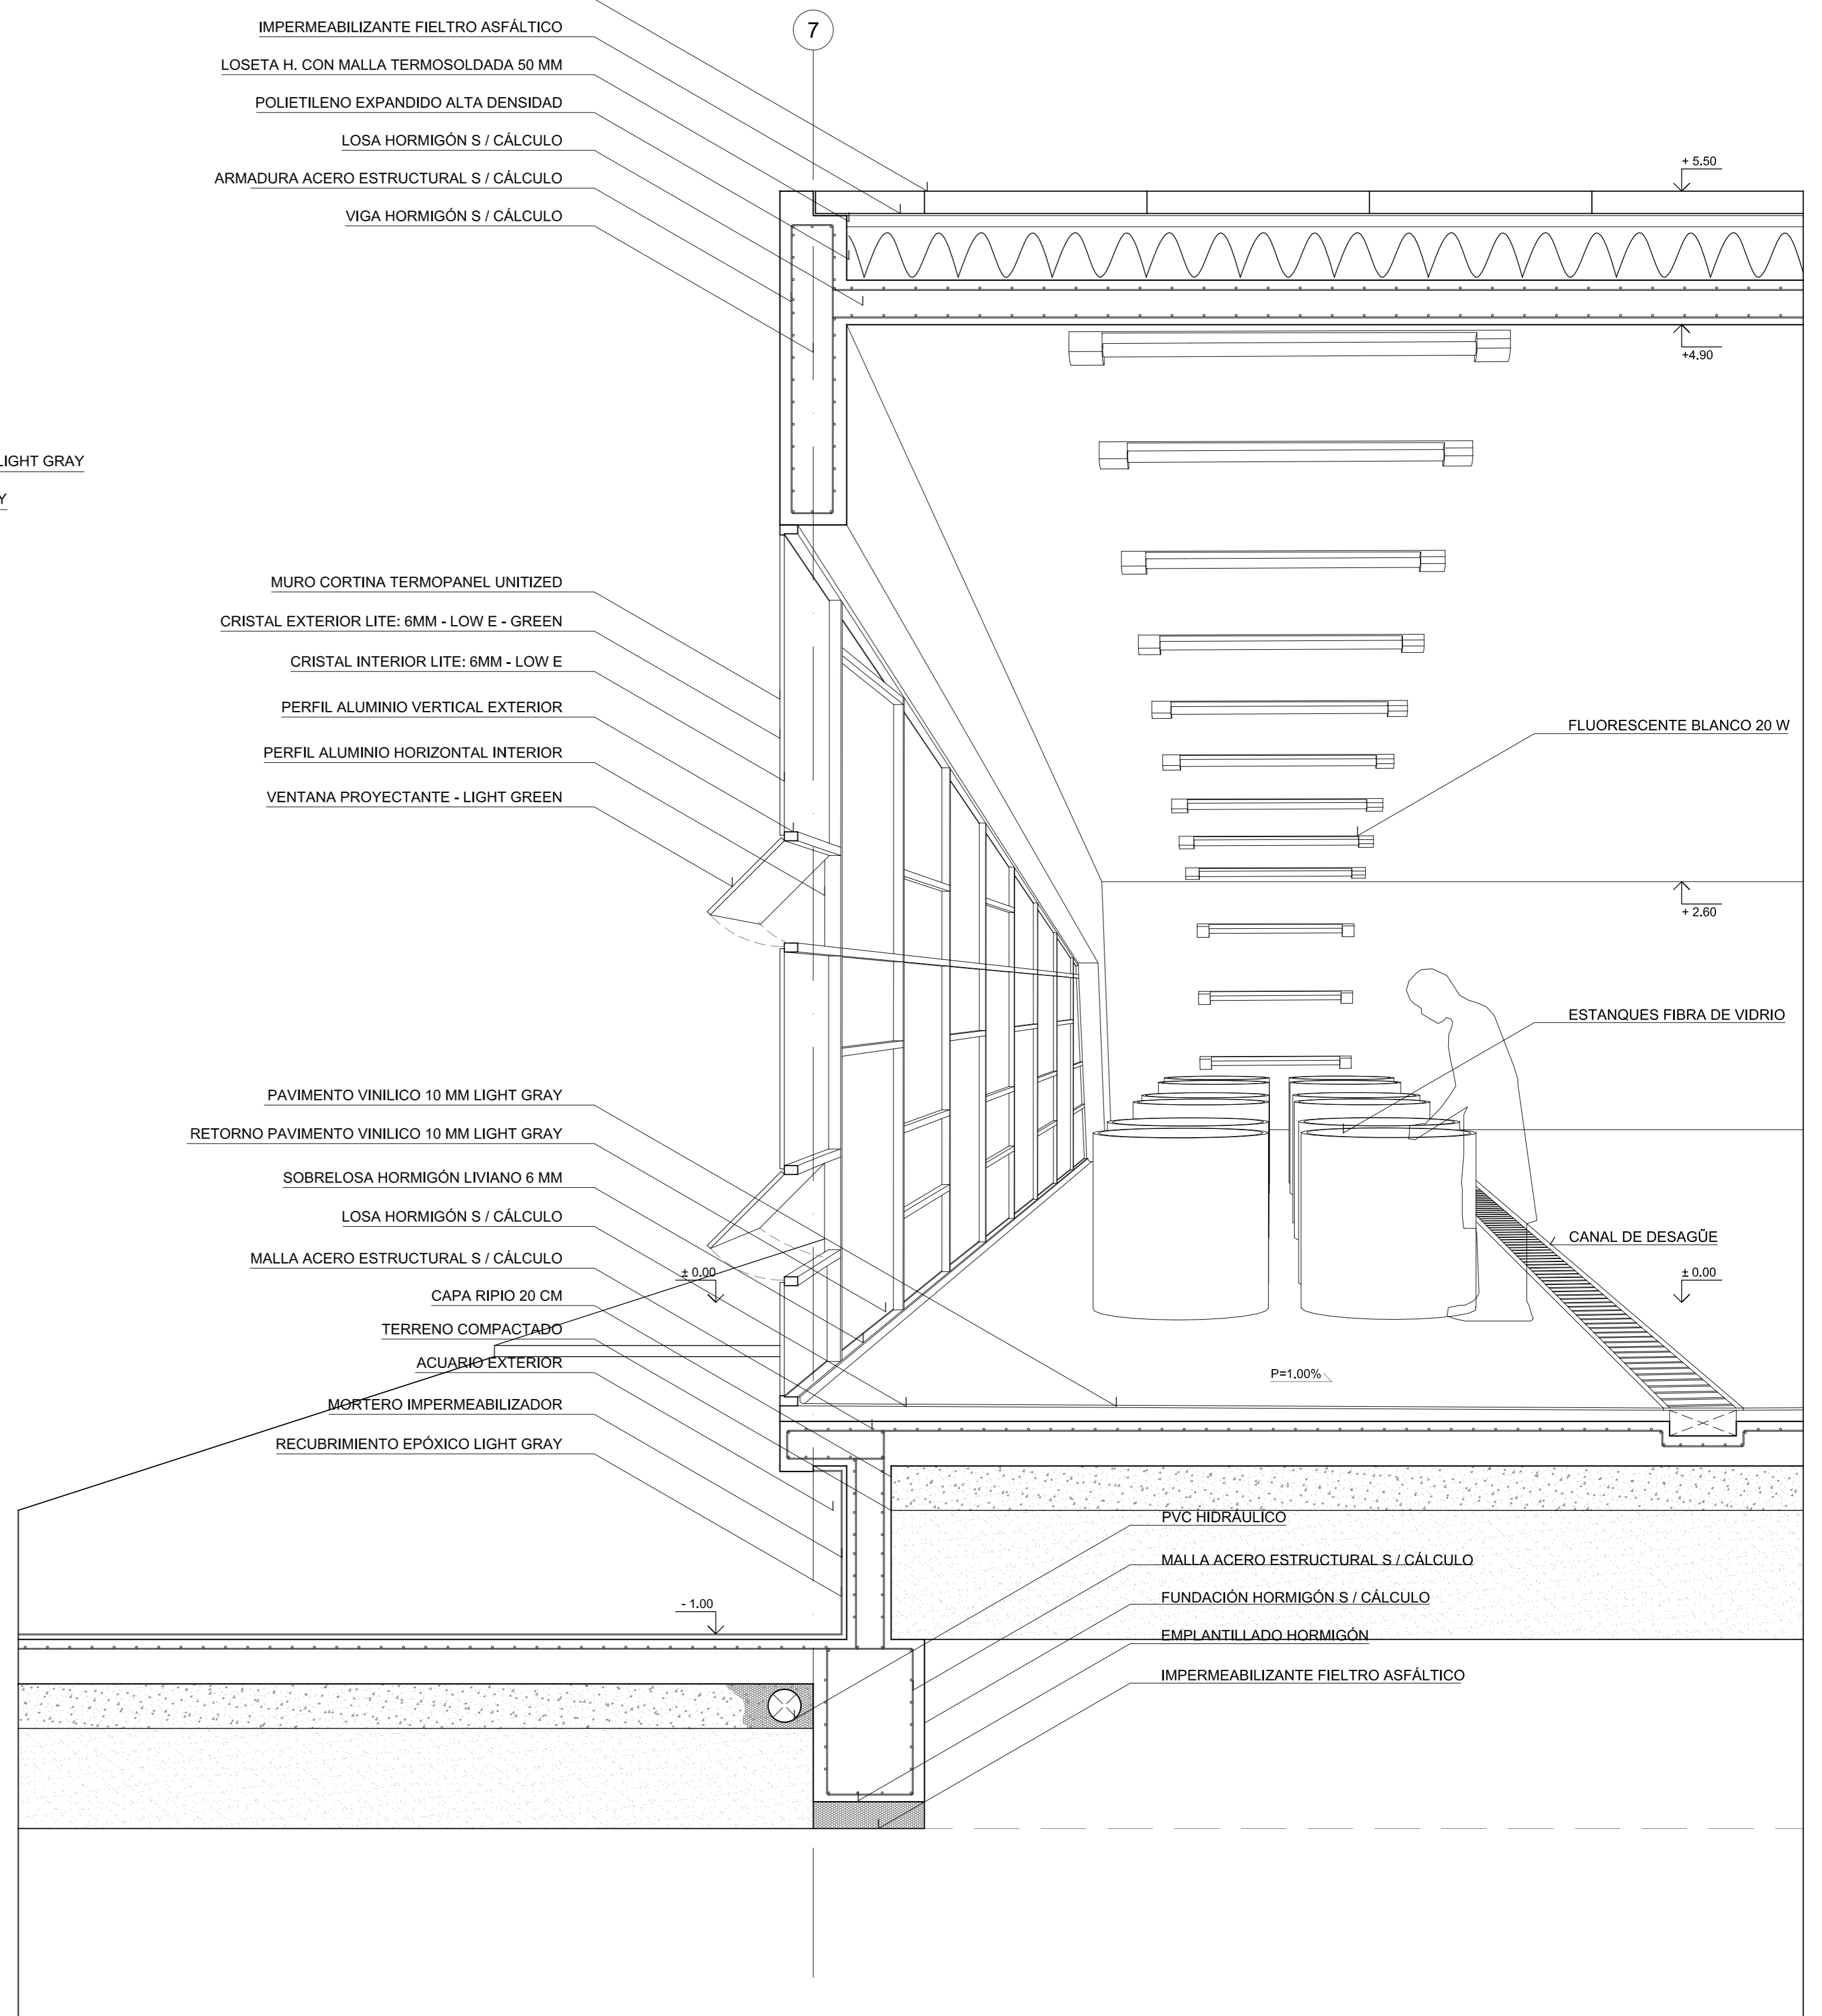 7
IMPERMEABILIZANTE FIELTRO ASFÁLTICO
LOSETA H. CON MALLA TERMOSOLDADA 50 MM
POLIETILENO EXPANDIDO ALTA DENSIDAD
LOSA HORMIGÓN S / CÁLCULO
ARMADURA ACERO ESTRUCTURAL S / CÁLCULO
VIGA HORMIGÓN S / CÁLCULO
+ 5.50
+4.90
LIGHT GRAY
Y
MURO CORTINA TERMOPANEL UNITIZED
CRISTAL EXTERIOR LITE: 6MM - LOW E - GREEN
CRISTAL INTERIOR LITE: 6MM - LOW E
PERFIL ALUMINIO VERTICAL EXTERIOR
PERFIL ALUMINIO HORIZONTAL INTERIOR
VENTANA PROYECTANTE - LIGHT GREEN
FLUORESCENTE BLANCO 20 W
+ 2.60
ESTANQUES FIBRA DE VIDRIO
PAVIMENTO VINILICO 10 MM LIGHT GRAY
RETORNO PAVIMENTO VINILICO 10 MM LIGHT GRAY
SOBRELOSA HORMIGÓN LIVIANO 6 MM
LOSA HORMIGÓN S / CÁLCULO
MALLA ACERO ESTRUCTURAL S / CÁLCULO
CAPA RIPIO 20 CM
TERRENO COMPACTADO
ACUARIO EXTERIOR
MORTERO IMPERMEABILIZADOR
RECUBRIMIENTO EPÓXICO LIGHT GRAY
± 0.00
CANAL DE DESAGÜE
± 0.00
P=1.00%
- 1.00
PVC HIDRÁULICO
MALLA ACERO ESTRUCTURAL S / CÁLCULO
FUNDACIÓN HORMIGÓN S / CÁLCULO
EMPLANTILLADO HORMIGÓN
IMPERMEABILIZANTE FIELTRO ASFÁLTICO